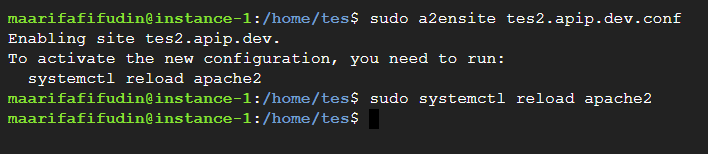 maarifafifudin@instance-1:/home/tes$ sudo a2ensite tes2.apip.dev.conf
Enabling site tes2.apip.dev.
To activate the new configuration, you need to run:
  systemctl reload apache2
maarifafifudin@instance-1:/home/tes$ sudo systemctl reload apache2
maarifafifudin@instance-1:/home/tes$